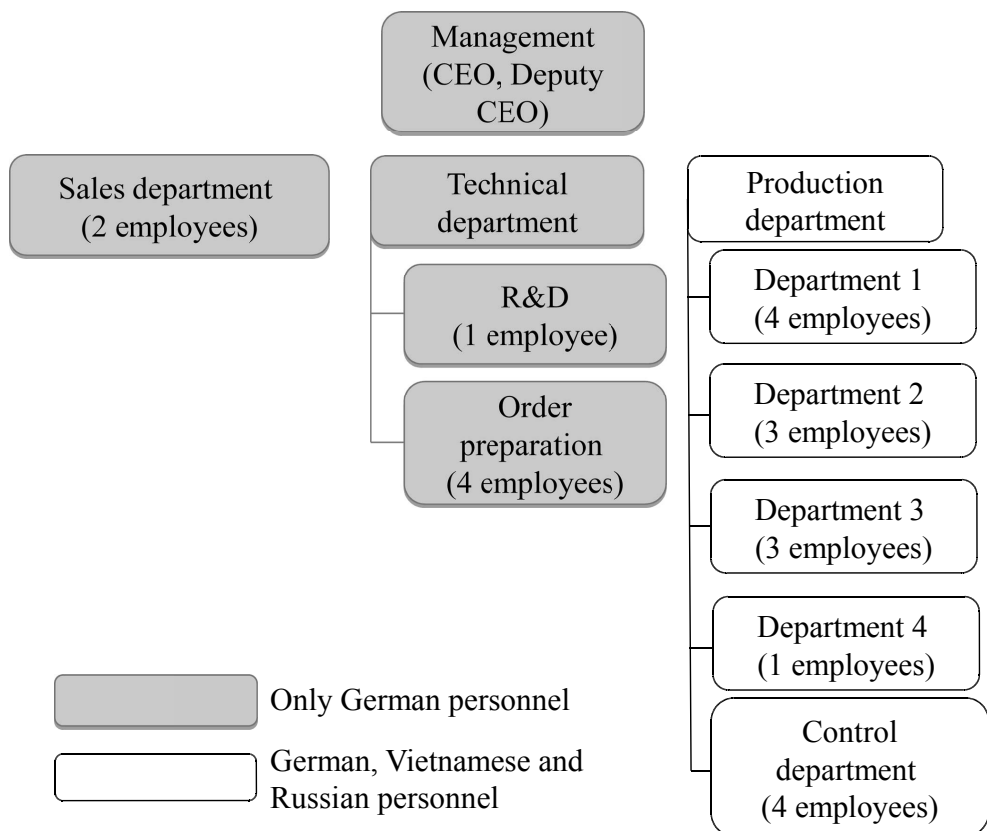 Management
(CEO, Deputy
CEO)
Sales department
(2 employees)
Technical
department
R&D
(1 employee)
Order
preparation
(4 employees)
Production
department
Department 1
(4 employees)
Department 2
(3 employees)
Department 3
(3 employees)
Department 4
(1 employees)
Control
department
(4 employees)
Only German personnel
German, Vietnamese and
Russian personnel